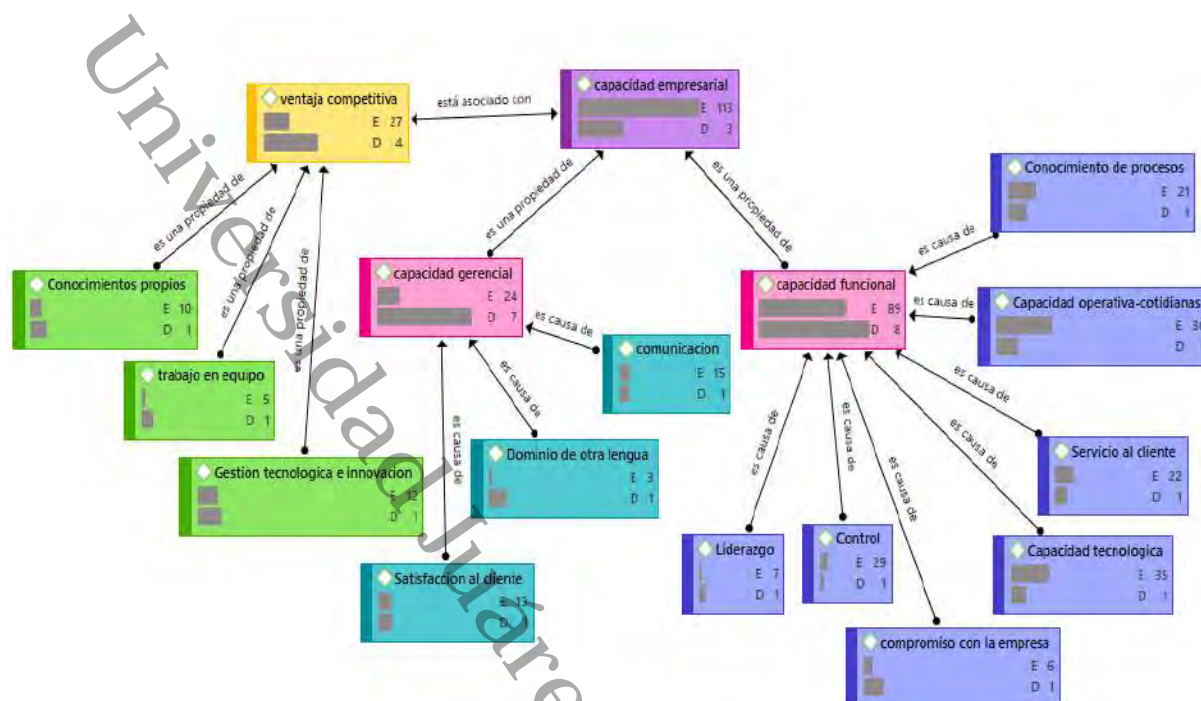 Universidad Juáre
ventaja competitiva
E 27
D 4
está asociado con
capacidad empresarial
E 113
D 3
es una propiedad de
es una propiedad de
es una propiedad de
es una propiedad de
es una propiedad de
Conocimiento de procesos
E 21
D 1
es causa de
Conocimientos propios
E 10
D 1
capacidad gerencial
E 24
D 7
capacidad funcional
E 89
D 8
es causa de
Capacidad operativa-cotidianas
E
D
es causa de
comunicacion
E 15
D 1
trabajo en equipo
E 5
D 1
es causa de
es causa de
es causa de
es causa de
es causa de
es causa de
es causa de
Servicio al cliente
E 22
D 1
Gestion tecnologica e innovacion
E 12
D 1
Dominio de otra lengua
E 3
D 1
es causa de
Liderazgo
E 7
D 1
Control
E 29
D 1
Capacidad tecnologica
E 35
D 1
Satisfaccion al cliente
E 13
D
compromiso con la empresa
E 6
D 1